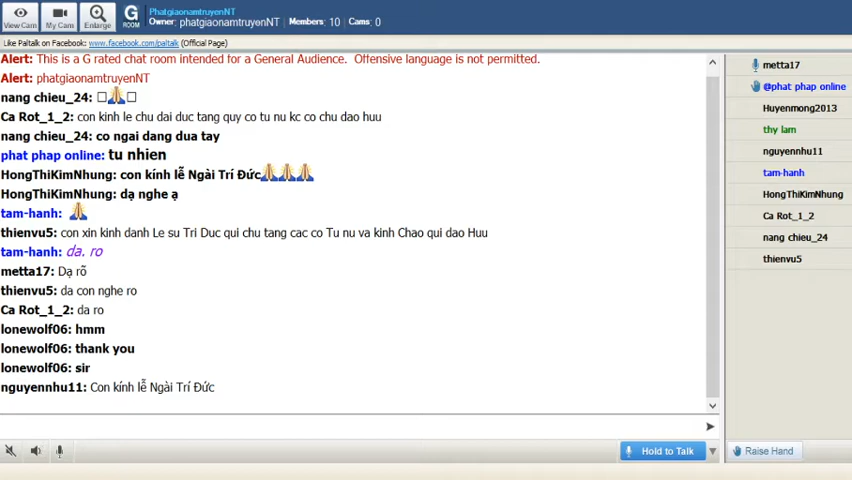 View Cam
My Cam
Enlarge
G ROOM
PhatgiaonamtruyenNT
Owner: phatgiaonamtruyenNT Members: 10 Cams: 0
Like Paltalk on Facebook: www.facebook.com/paltalk (Official Page)
Alert: This is a G rated chat room intended for a General Audience. Offensive language is not permitted.
Alert: phatgiaonamtruyenNT
nang chieu_24:
Ca Rot_1_2: con kinh le chu dai duc tang quy co tu nu kc co chu dao huu
nang chieu_24: co ngai dang dua tay
phat phap online: tu nhien
HongThiKimNhung: con kính lễ Ngài Trí Đức
HongThiKimNhung: dạ nghe ạ
tam-hanh:
thienvu5: con xin kinh danh Le su Tri Duc qui chu tang cac co Tu nu va kinh Chao qui dao Huu
tam-hanh: da. ro
metta17: Dạ rõ
thienvu5: da con nghe ro
Ca Rot_1_2: da ro
lonewolf06: hmm
lonewolf06: thank you
lonewolf06: sir
nguyennhu11: Con kính lễ Ngài Trí Đức
metta17
@phat phap online
Huyenmong2013
thy lam
nguyennhu11
tam-hanh
HongThiKimNhung
Ca Rot_1_2
nang chieu_24
thienvu5
Hold to Talk
Raise Hand